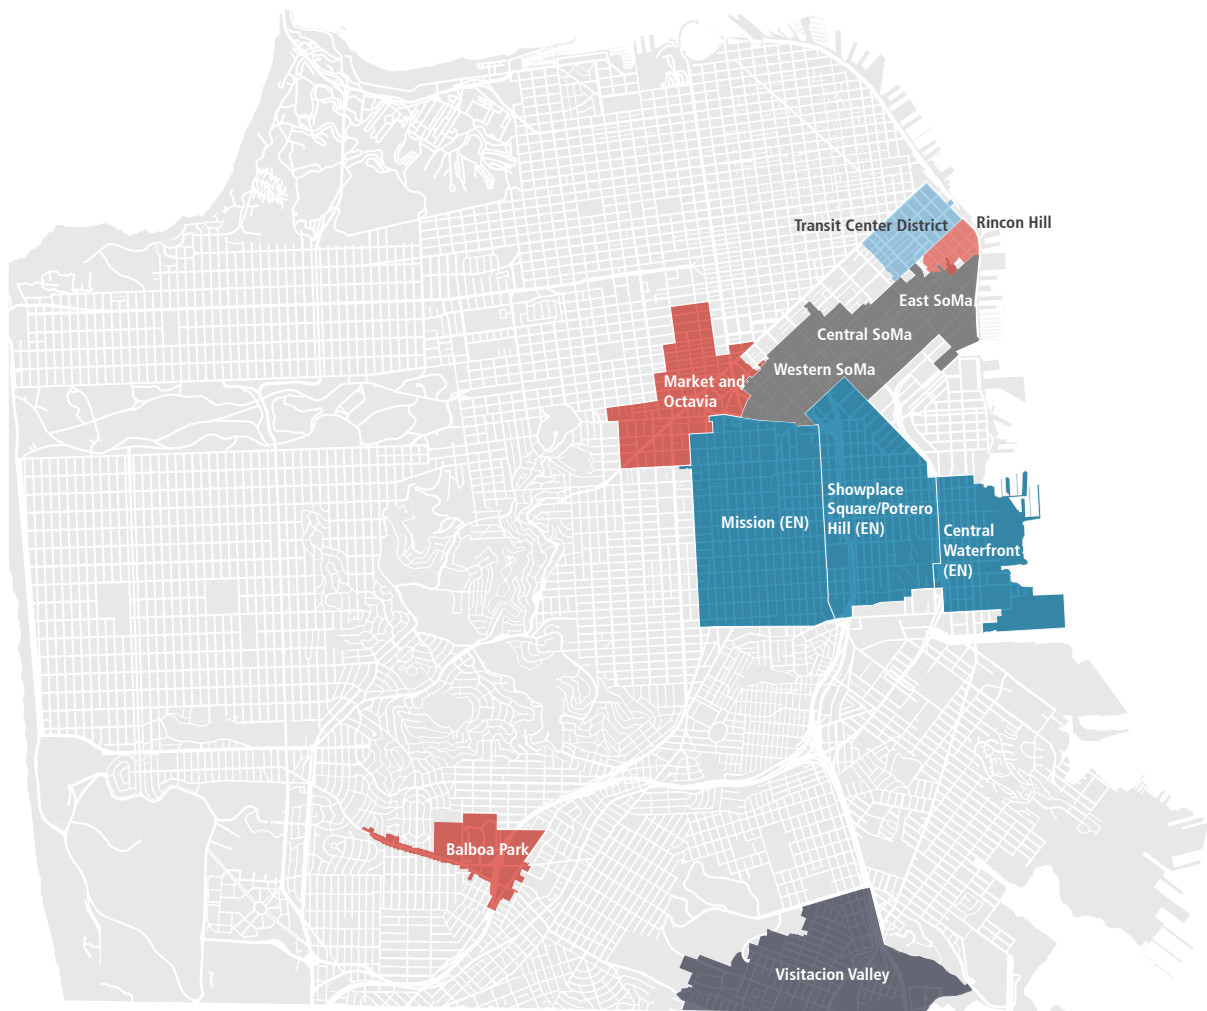 Transit Center District
Rincon Hill
East SoMa
Central SoMa
Western SoMa
Market and
Octavia
Mission (EN)
Showplace
Square/Potrero
Hill (EN)
Central
Waterfront
(EN)
Balboa Park
Visitacion Valley